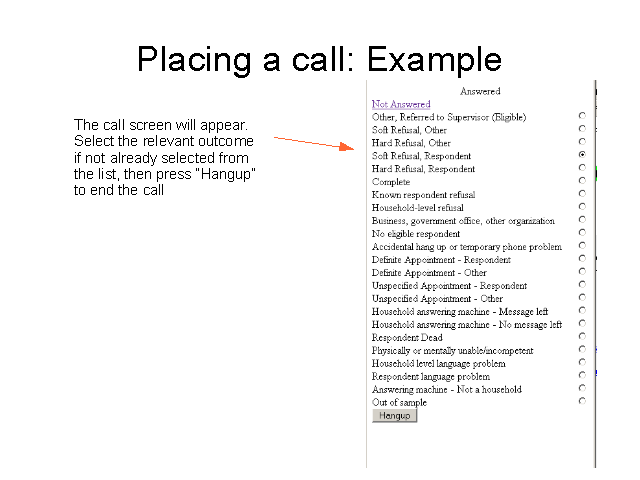 Placing a call: Example
The call screen will appear.
Select the relevant outcome
if not already selected from
the list, then press "Hangup"
to end the call
Answered
Not Answered
Other, Referred to Supervisor (Eligible)
Soft Refusal, Other
Hard Refusal, Other
Soft Refusal, Respondent
Hard Refusal, Respondent
Complete
Known respondent refusal
Household-level refusal
Business, government office, other organization
No eligible respondent
Accidental hang up or temporary phone problem
Definite Appointment - Respondent
Definite Appointment - Other
Unspecified Appointment - Respondent
Unspecified Appointment - Other
Household answering machine - Message left
Household answering machine - No message left
Respondent Dead
Physically or mentally unable/incompetent
Household level language problem
Respondent language problem
Answering machine - Not a household
Out of sample
Hangup